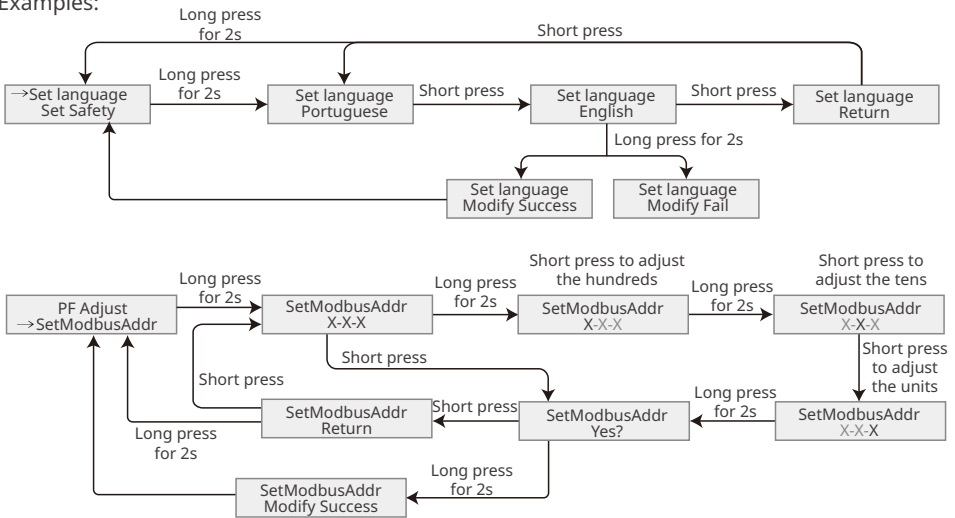 Examples:
Long press
for 2s
Short press
→Set language
Set Safety
Long press
for 2s
Set language
Portuguese
Short press
Set language
English
Short press
Set language
Return
Long press for 2s
Set language
Modify Success
Set language
Modify Fail
PF Adjust
→SetModbusAddr
Long press
for 2s
SetModbusAddr
X-X-X
Long press
for 2s
Short press to adjust
the hundreds
SetModbusAddr
X-X-X
Long press
for 2s
Short press to
adjust the tens
SetModbusAddr
X-X-X
Short press
to adjust
the units
Short press
Short press
SetModbusAddr
Return
Short press
SetModbusAddr
Yes?
Long press
for 2s
SetModbusAddr
X-X-X
Long press
for 2s
Long press
for 2s
SetModbusAddr
Modify Success